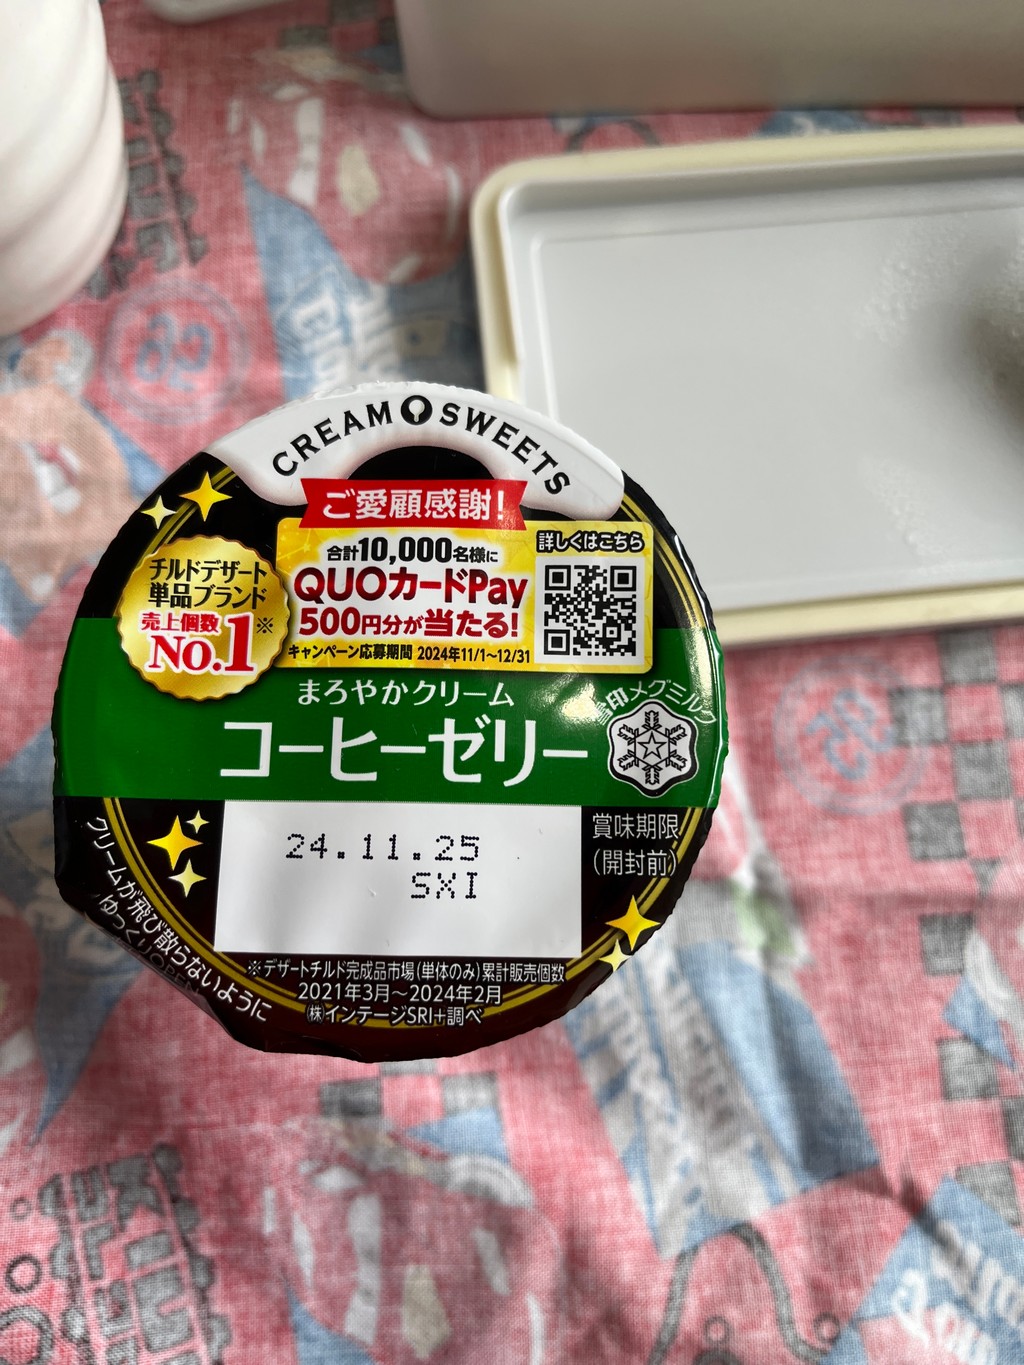 CREAM SWEETS
ご愛顧感謝!
合計10,000名様に
QUOカードPay
500円分が当たる!
キャンペーン応募期間 2024年11/1〜12/31
詳しくはこちら
チルドデザート
単品ブランド
売上個数
No.1※
まろやかクリーム
コーヒーゼリー
雪印メグミルク
24.11.25
SXI
賞味期限
(開封前)
クリームが飛び散らないように
ゆっくりOPEN
※デザートチルド完成品市場(単体のみ)累計販売個数
2021年3月〜2024年2月
㈱インテージSRI+調べ